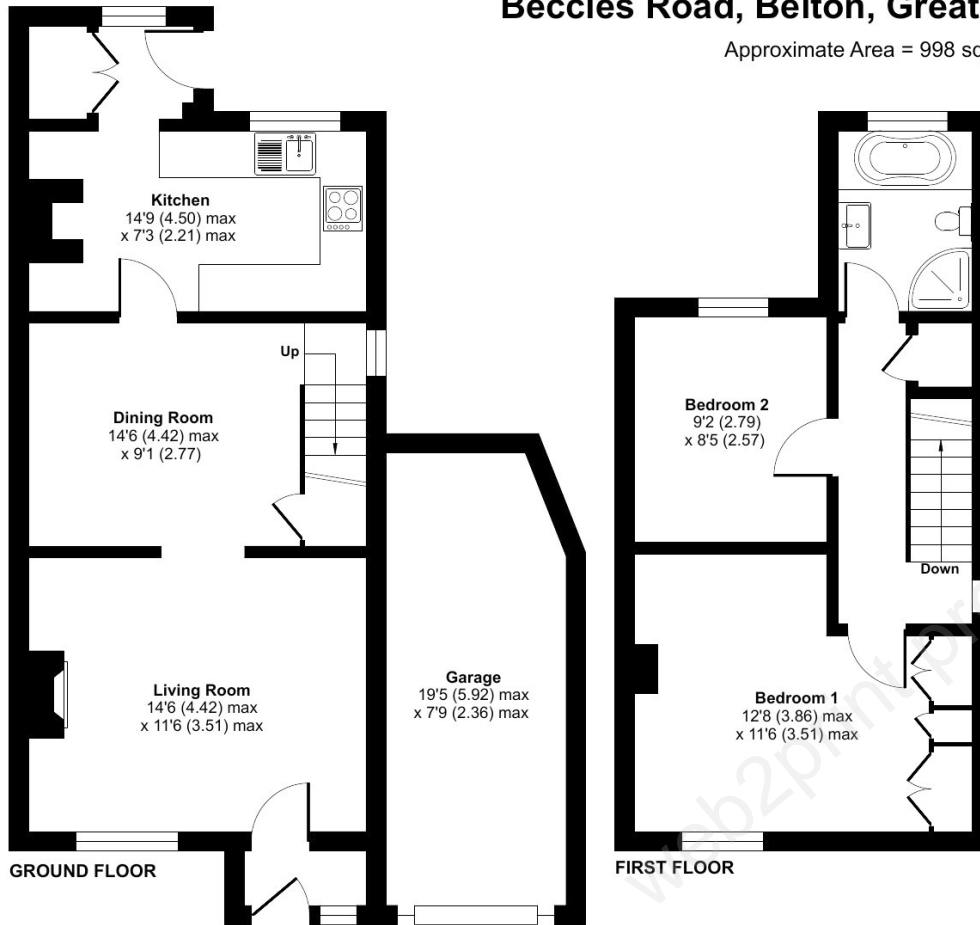 Beccles Road, Belton, Great
Approximate Area = 998 sq
Kitchen
14'9 (4.50) max
x 7'3 (2.21) max
Up
Dining Room
14'6 (4.42) max
x 9'1 (2.77)
Bedroom 2
9'2 (2.79)
x 8'5 (2.57)
Down
Living Room
14'6 (4.42) max
x 11'6 (3.51) max
Garage
19'5 (5.92) max
x 7'9 (2.36) max
Bedroom 1
12'8 (3.86) max
x 11'6 (3.51) max
GROUND FLOOR
FIRST FLOOR
web2print.pr